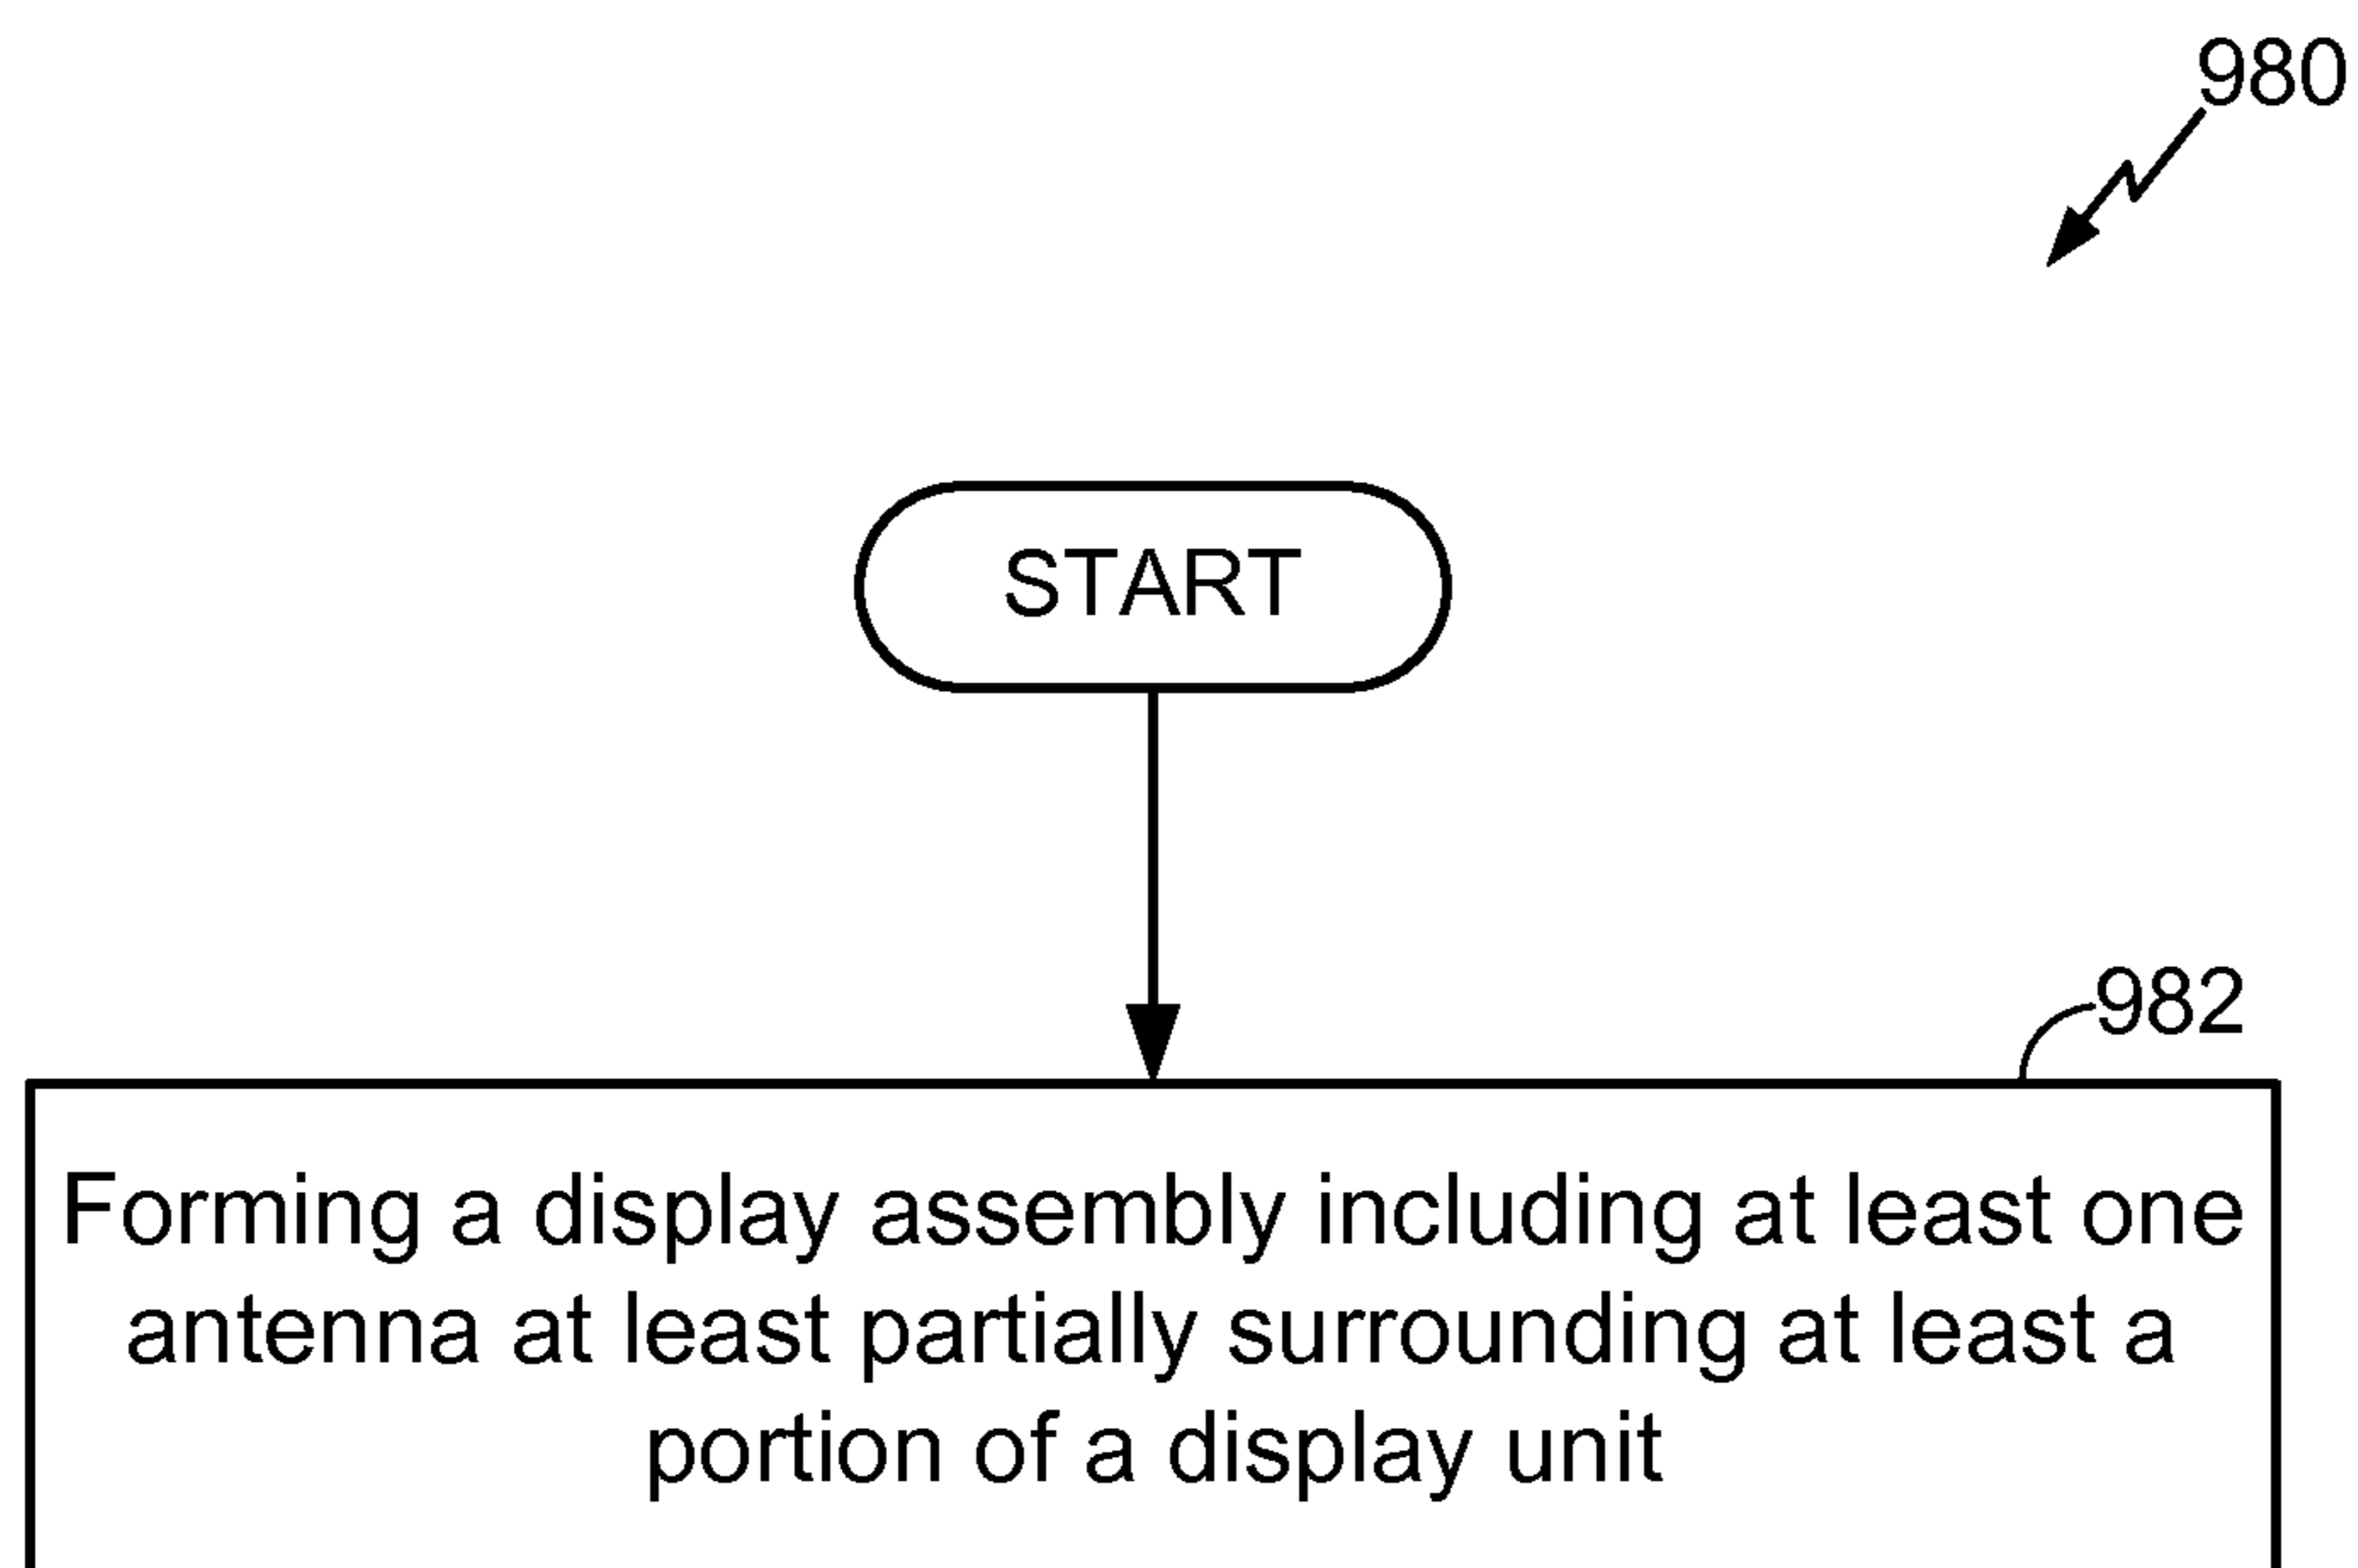 980
START
982
Forming a display assembly including at least one
antenna at least partially surrounding at least a
portion of a display unit